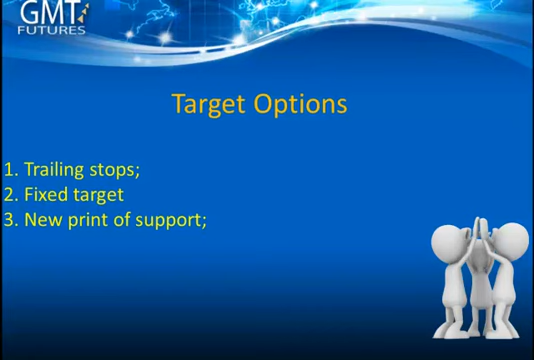 GMT
FUTURES
Target Options
1. Trailing stops;
2. Fixed target
3. New print of support;